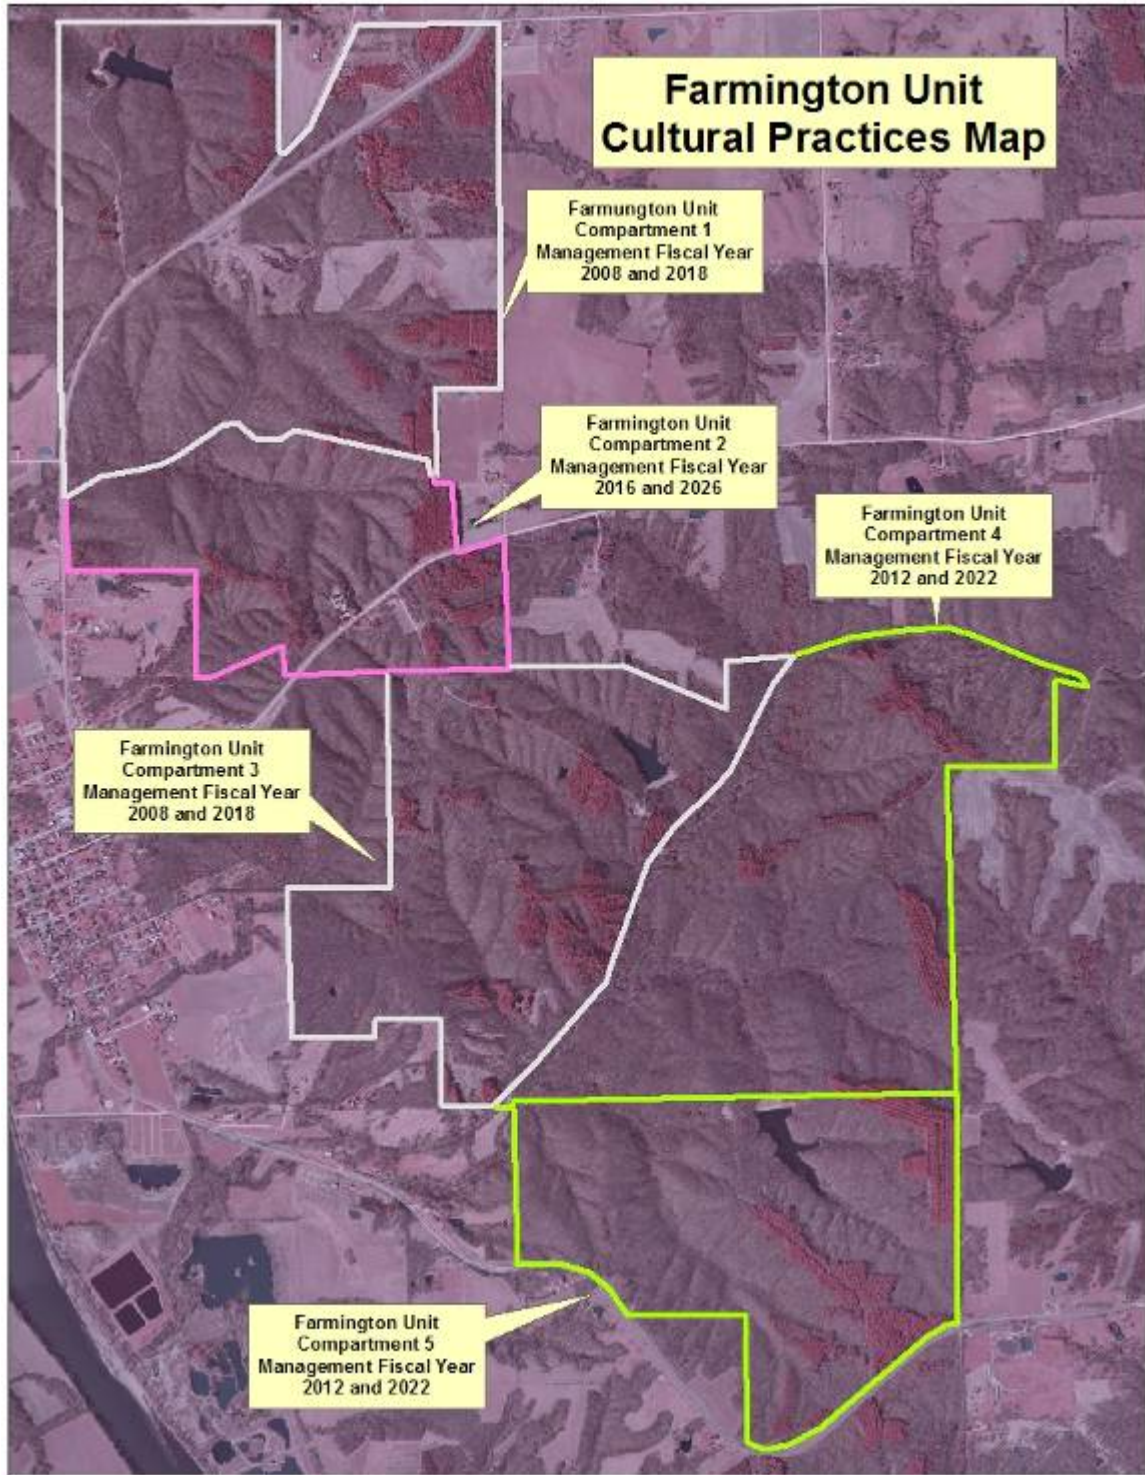 Farmington Unit
Cultural Practices Map
Farmungton Unit
Compartment 1
Management Fiscal Year
2008 and 2018
Farmington Unit
Compartment 2
Management Fiscal Year
2016 and 2026
Farmington Unit
Compartment 4
Management Fiscal Year
2012 and 2022
Farmington Unit
Compartment 3
Management Fiscal Year
2008 and 2018
Farmington Unit
Compartment 5
Management Fiscal Year
2012 and 2022